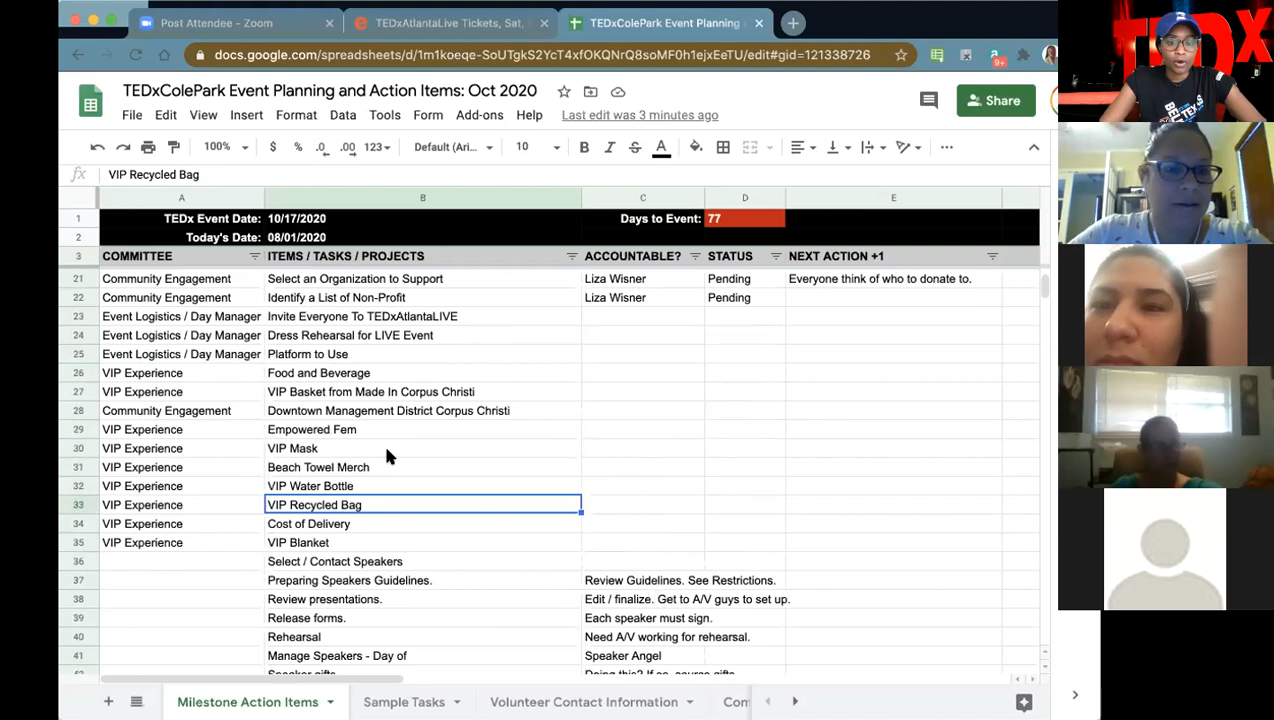 Post Attendee - Zoom
TEDxAtlantaLive Tickets, Sat,
TEDxColePark Event Planning
docs.google.com/spreadsheets/d/1m1koeqe-SoUTgkS2YcT4xfOKQNrQ8soMF0h1ejxEeTU/edit#gid=121338726
9+
TEDxColePark Event Planning and Action Items: Oct 2020
File Edit View Insert Format Data Tools Form Add-ons Help Last edit was 3 minutes ago
Share
100% $ % .0 .00 123 Default (Ari... 10 B I S A
fx VIP Recycled Bag
A B C D E
1 TEDx Event Date: 10/17/2020 Days to Event: 77
2 Today's Date: 08/01/2020
3 COMMITTEE ITEMS / TASKS / PROJECTS ACCOUNTABLE? STATUS NEXT ACTION +1
21 Community Engagement Select an Organization to Support Liza Wisner Pending Everyone think of who to donate to.
22 Community Engagement Identify a List of Non-Profit Liza Wisner Pending
23 Event Logistics / Day Manager Invite Everyone To TEDxAtlantaLIVE
24 Event Logistics / Day Manager Dress Rehearsal for LIVE Event
25 Event Logistics / Day Manager Platform to Use
26 VIP Experience Food and Beverage
27 VIP Experience VIP Basket from Made In Corpus Christi
28 Community Engagement Downtown Management District Corpus Christi
29 VIP Experience Empowered Fem
30 VIP Experience VIP Mask
31 VIP Experience Beach Towel Merch
32 VIP Experience VIP Water Bottle
33 VIP Experience VIP Recycled Bag
34 VIP Experience Cost of Delivery
35 VIP Experience VIP Blanket
36 Select / Contact Speakers
37 Preparing Speakers Guidelines. Review Guidelines. See Restrictions.
38 Review presentations. Edit / finalize. Get to A/V guys to set up.
39 Release forms. Each speaker must sign.
40 Rehearsal Need A/V working for rehearsal.
41 Manage Speakers - Day of Speaker Angel
Milestone Action Items Sample Tasks Volunteer Contact Information
TEDx